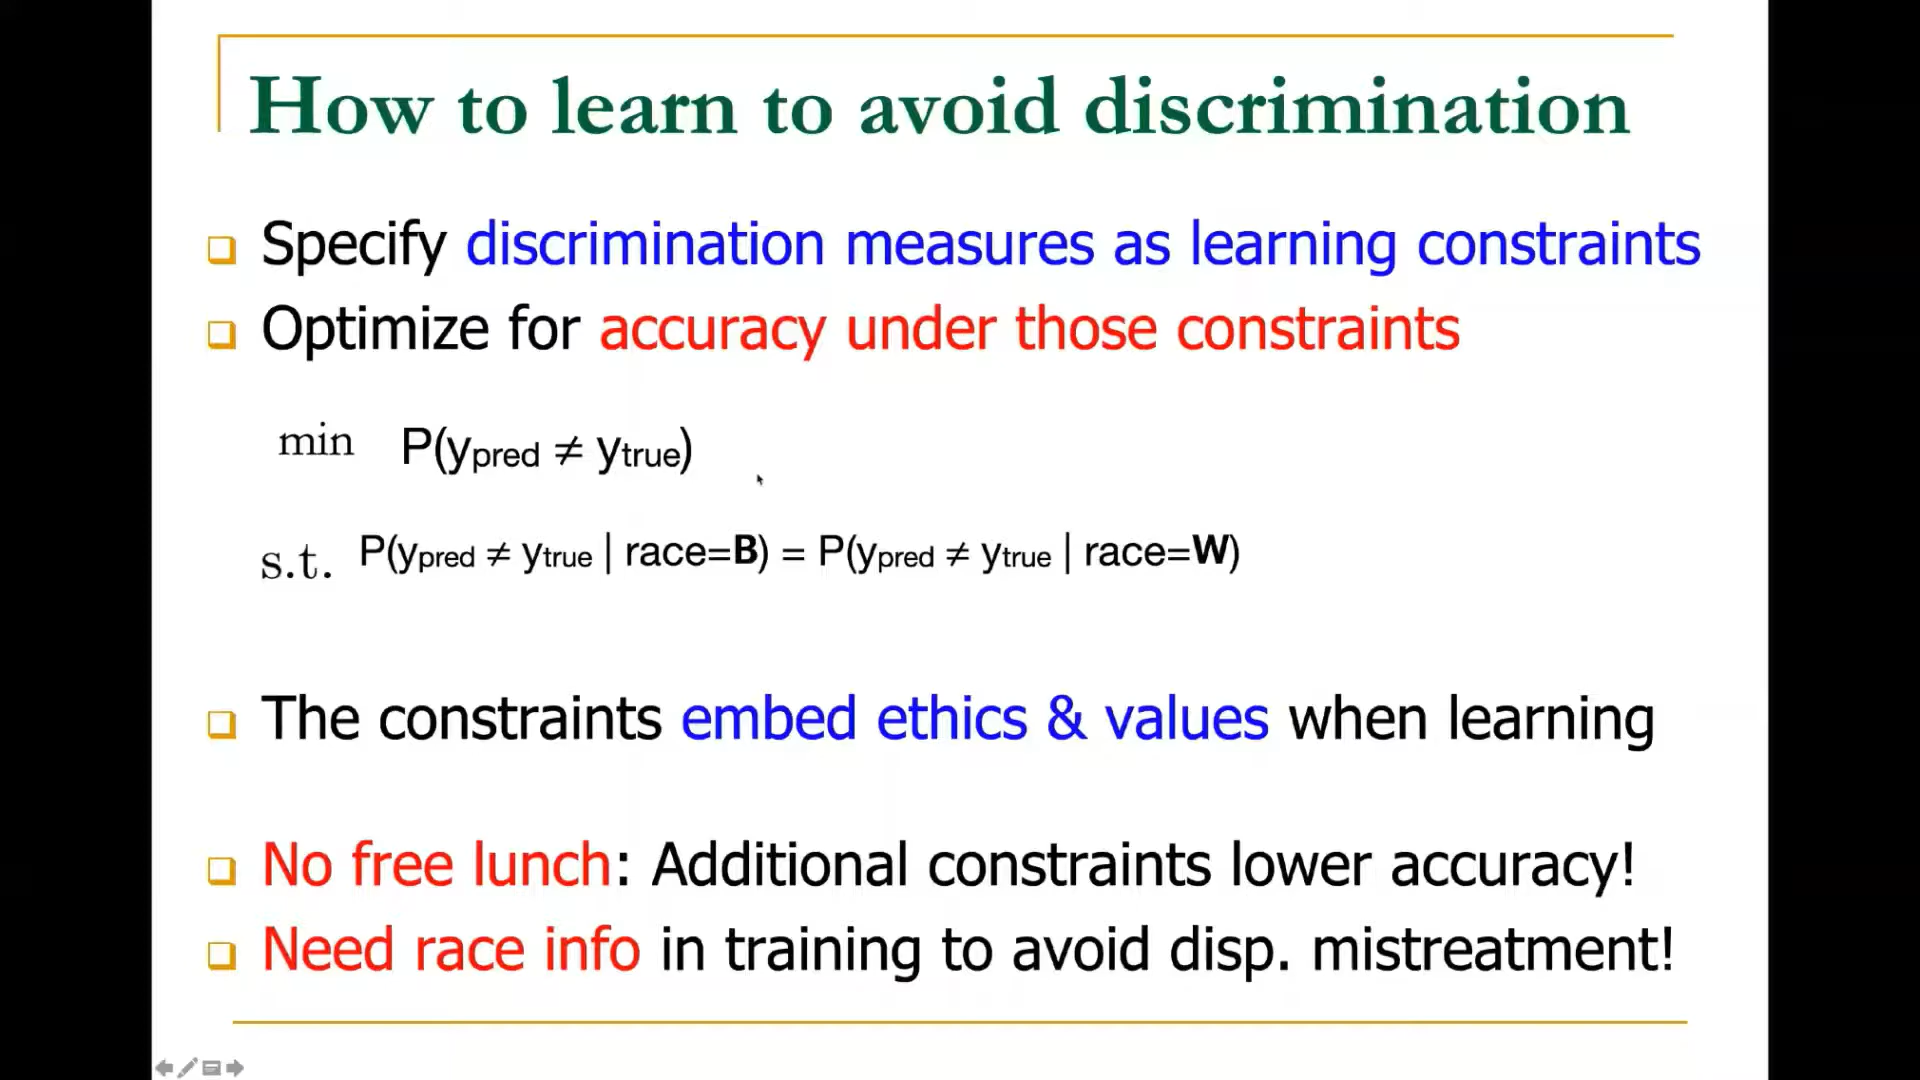 How to learn to avoid discrimination
Specify discrimination measures as learning constraints
Optimize for accuracy under those constraints
min P(ypred ≠ ytrue)
s.t. P(ypred ≠ ytrue | race=B) = P(ypred ≠ ytrue | race=W)
The constraints embed ethics & values when learning
No free lunch: Additional constraints lower accuracy!
Need race info in training to avoid disp. mistreatment!